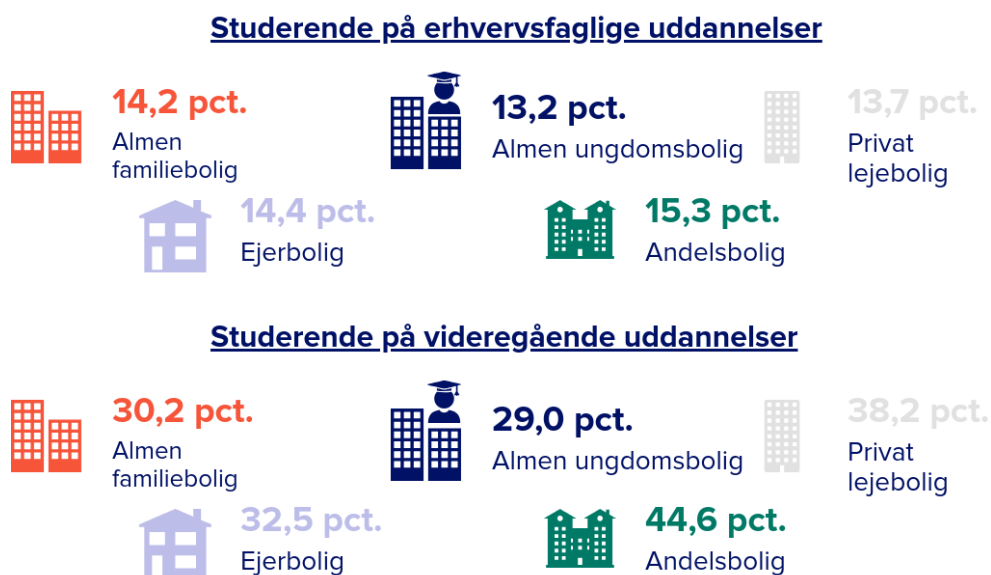 Studerende på erhvervsfaglige uddannelser
14,2 pct.
Almen
familiebolig
13,2 pct.
Almen ungdomsbolig
13,7 pct.
Privat
lejebolig
14,4 pct.
Ejerbolig
15,3 pct.
Andelsbolig
Studerende på videregående uddannelser
30,2 pct.
Almen
familiebolig
29,0 pct.
Almen ungdomsbolig
38,2 pct.
Privat
lejebolig
32,5 pct.
Ejerbolig
44,6 pct.
Andelsbolig